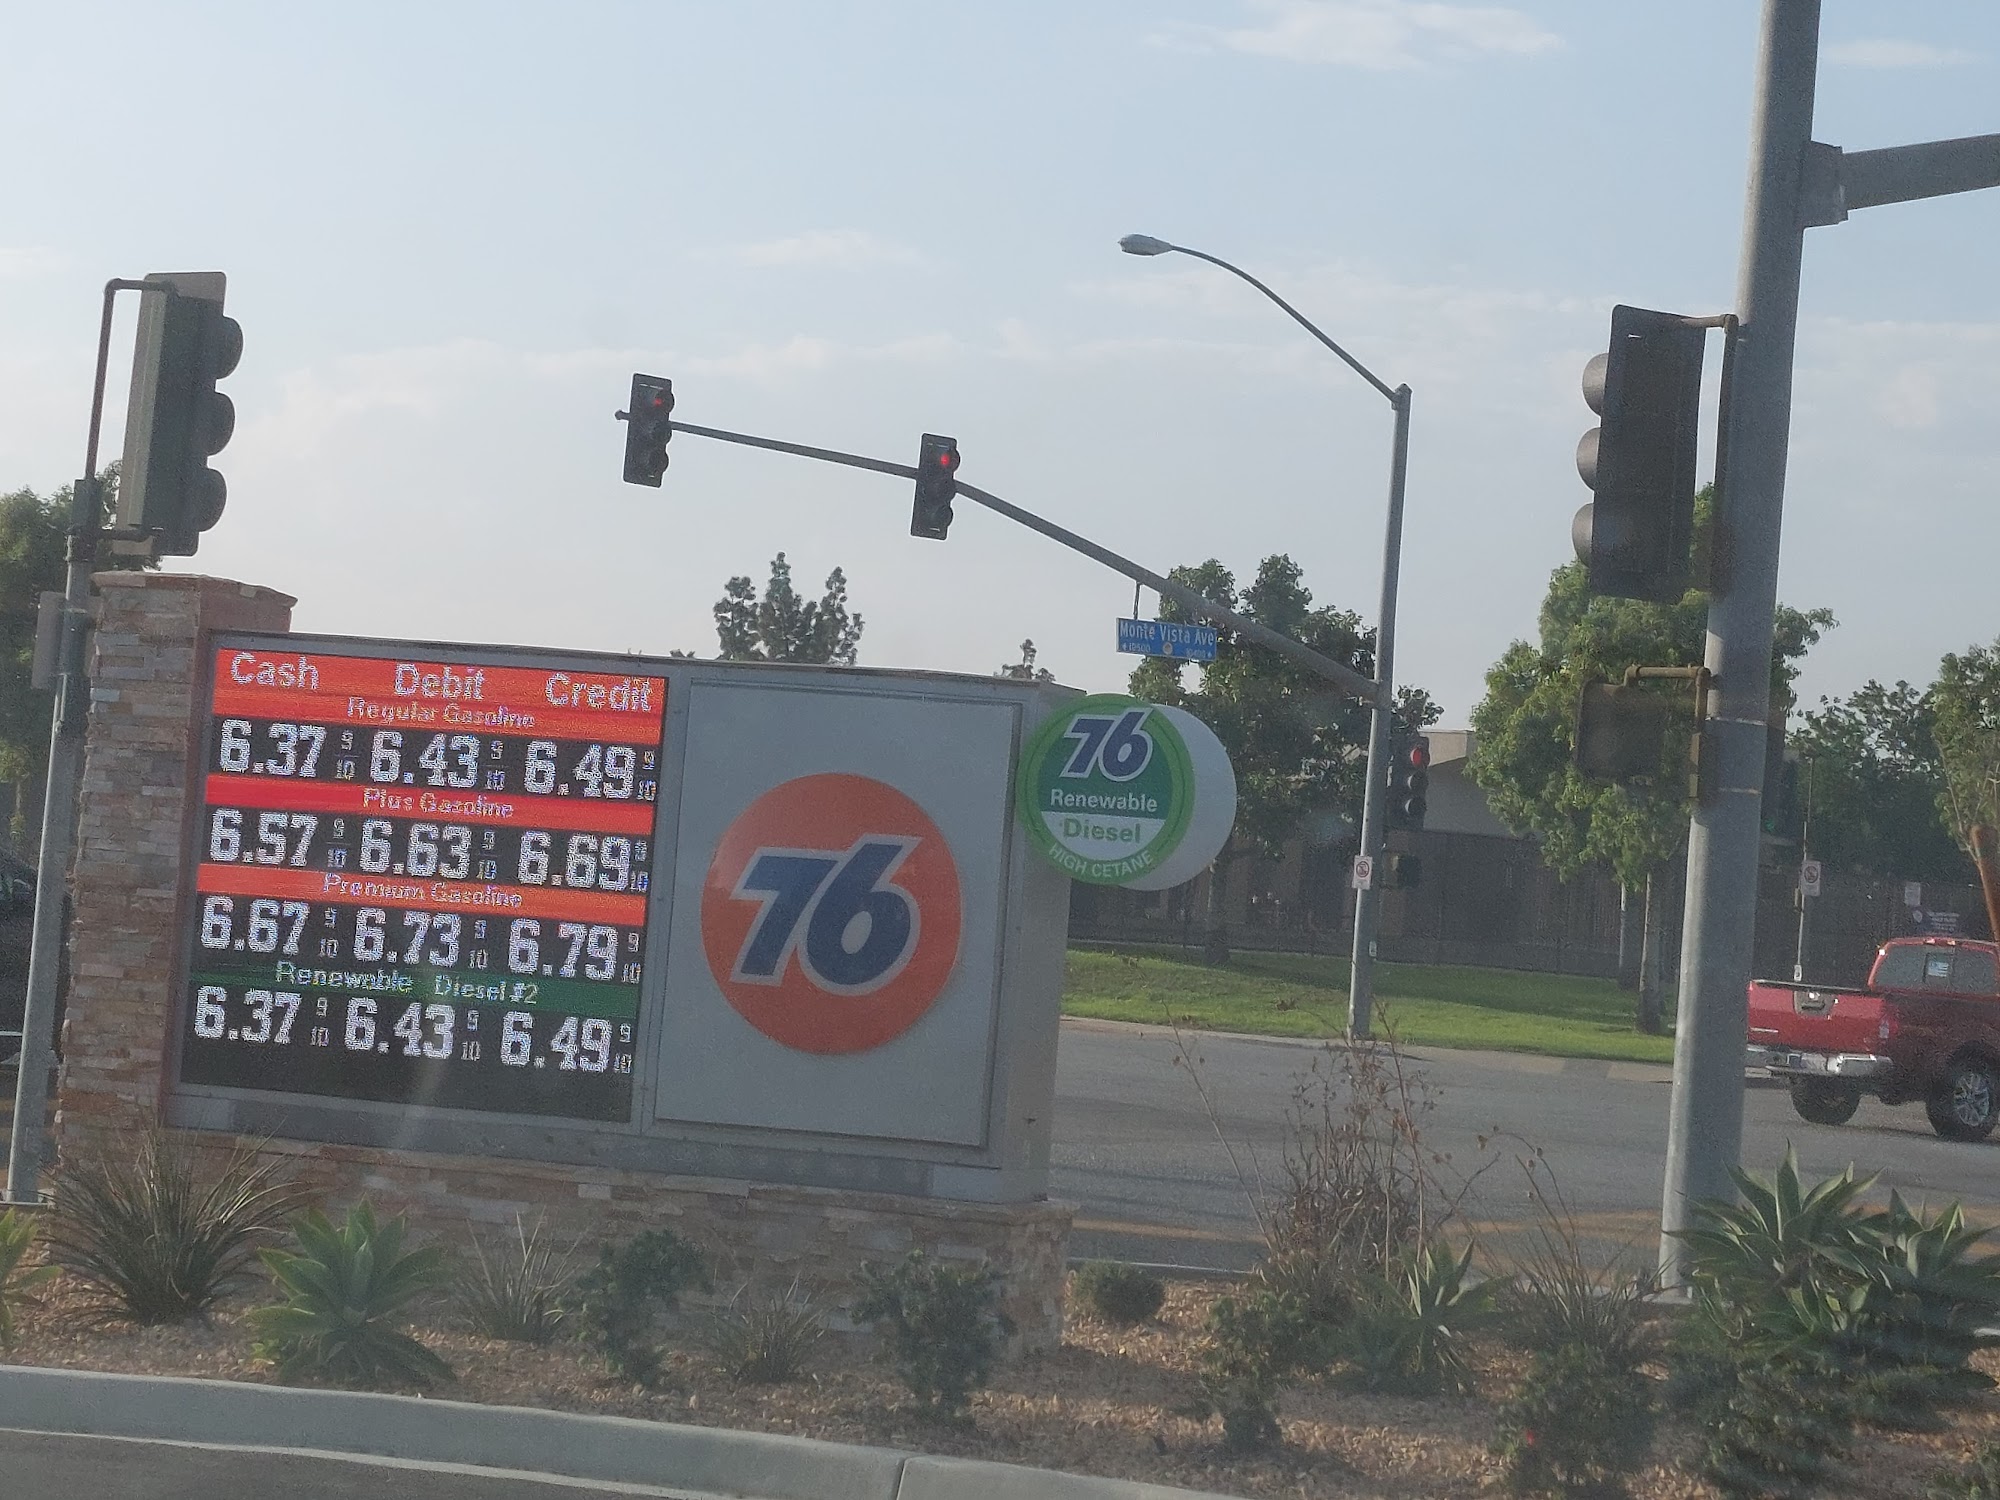 Cash Debit Credit
Regular Gasoline
6.37 9/10 6.43 9/10 6.49 9/10
Plus Gasoline
6.57 9/10 6.63 9/10 6.69 9/10
Premium Gasoline
6.67 9/10 6.73 9/10 6.79 9/10
Renewable Diesel #2
6.37 9/10 6.43 9/10 6.49 9/10
76
76
Renewable
Diesel
HIGH CETANE
Monte Vista Ave